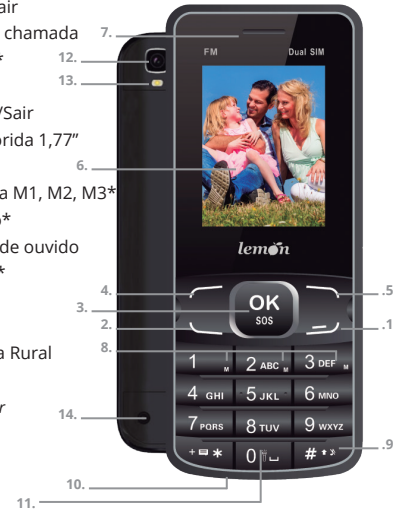 air
chamada
*
/Sair
rida 1,77”
a M1, M2, M3*
o*
de ouvido
*
a Rural
r
7.
12.
13.
6.
4.
3.
2.
8.
14.
10.
11.
.5
.1
.9
FM Dual SIM
lemon
OK
SOS
1 M 2 ABC M 3 DEF M
4 GHI 5 JKL 6 MNO
7 PQRS 8 TUV 9 WXYZ
+ * 0 #